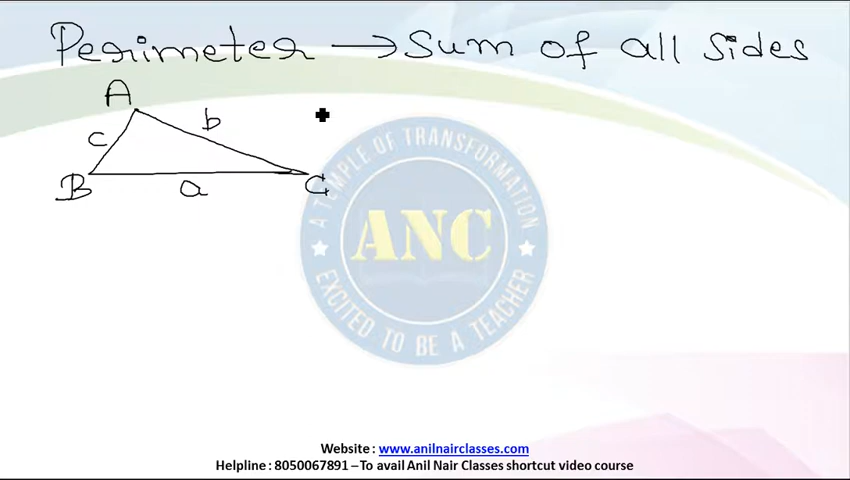 Perimeter → Sum of all Sides
A
b
c
B
a
C
A TEMPLE OF TRANSFORMATION
ANC
EXCITED TO BE A TEACHER
Website : www.anilnairclasses.com
Helpline : 8050067891 – To avail Anil Nair Classes shortcut video course